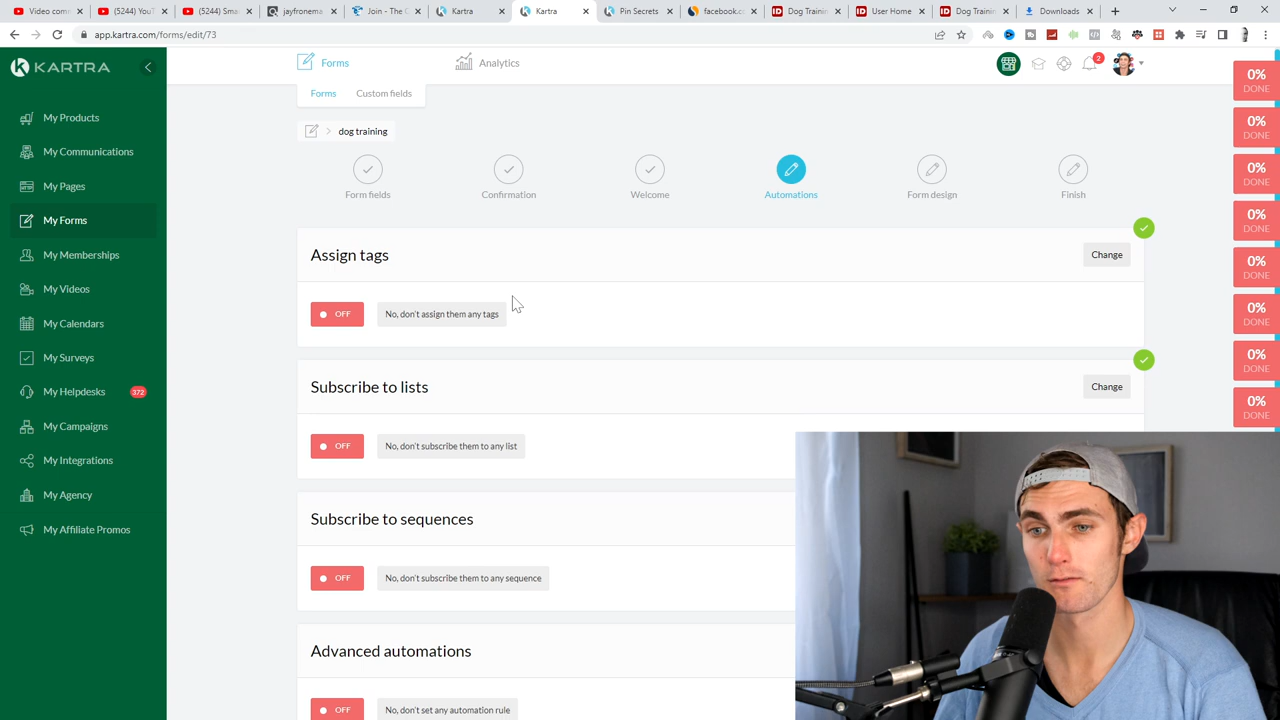 Video com
(5244) YouT
(5244) Sma
jayfronema
Join - The C
Kartra
Kartra
Pin Secrets
facebook.c
Dog Trainin
User Home
Dog Trainin
Downloads
app.kartra.com/forms/edit/73
KARTRA
Forms
Analytics
2
Forms
Custom fields
dog training
Form fields
Confirmation
Welcome
Automations
Form design
Finish
My Products
My Communications
My Pages
My Forms
My Memberships
My Videos
My Calendars
My Surveys
My Helpdesks
372
My Campaigns
My Integrations
My Agency
My Affiliate Promos
Assign tags
Change
OFF
No, don't assign them any tags
Subscribe to lists
Change
OFF
No, don't subscribe them to any list
Subscribe to sequences
OFF
No, don't subscribe them to any sequence
Advanced automations
OFF
No, don't set any automation rule
0%
DONE
0%
DONE
0%
DONE
0%
DONE
0%
DONE
0%
DONE
0%
DONE
0%
DONE